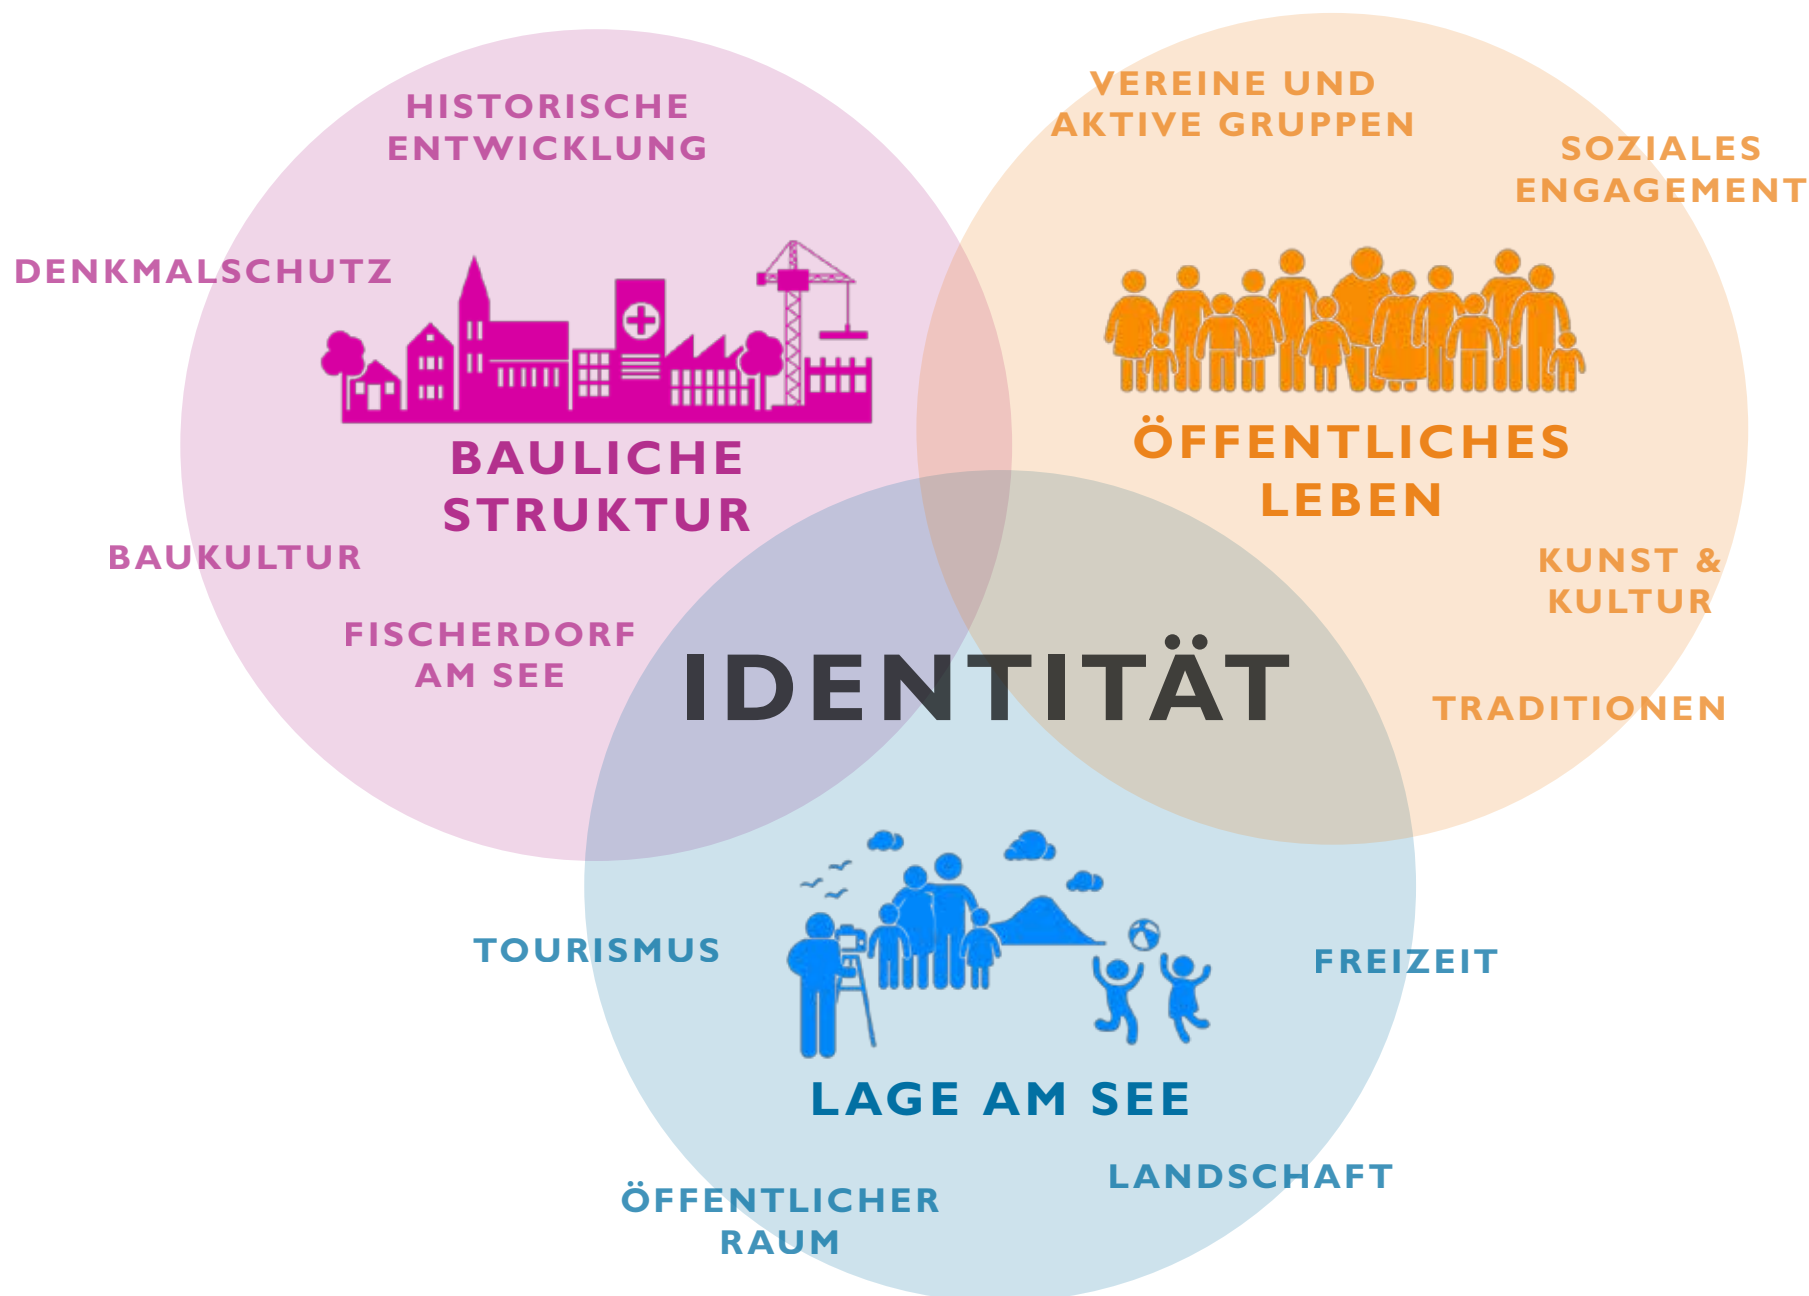 HISTORISCHE
ENTWICKLUNG
DENKMALSCHUTZ
BAULICHE
STRUKTUR
BAUKULTUR
FISCHERDORF
AM SEE
VEREINE UND
AKTIVE GRUPPEN
SOZIALES
ENGAGEMENT
ÖFFENTLICHES
LEBEN
KUNST &
KULTUR
TRADITIONEN
IDENTITÄT
TOURISMUS
FREIZEIT
LAGE AM SEE
LANDSCHAFT
ÖFFENTLICHER
RAUM